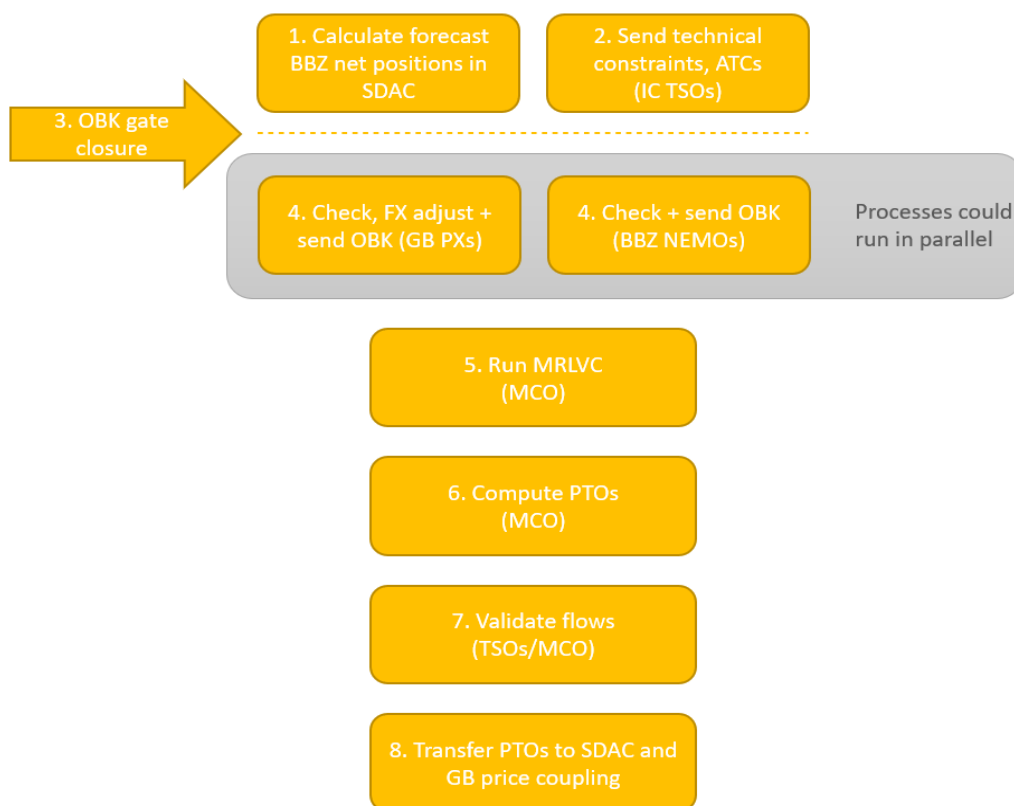 1. Calculate forecast
BBZ net positions in
SDAC
2. Send technical
constraints, ATCs
(IC TSOs)
3. OBK gate
closure
4. Check, FX adjust +
send OBK (GB PXs)
4. Check + send OBK
(BBZ NEMOs)
Processes could
run in parallel
5. Run MRLVC
(MCO)
6. Compute PTOs
(MCO)
7. Validate flows
(TSOs/MCO)
8. Transfer PTOs to SDAC and
GB price coupling